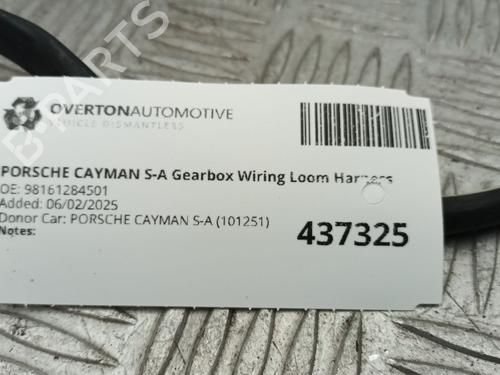 OVERTONAUTOMOTIVE
VEHICLE DISMANTLERS
PORSCHE CAYMAN S-A Gearbox Wiring Loom Harness
OE: 98161284501
Added: 06/02/2025
Donor Car: PORSCHE CAYMAN S-A (101251)
Notes:
437325
B-PARTS